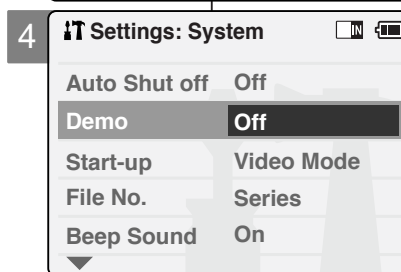 4
Settings: System IN
Auto Shut off Off
Demo Off
Start-up Video Mode
File No. Series
Beep Sound On